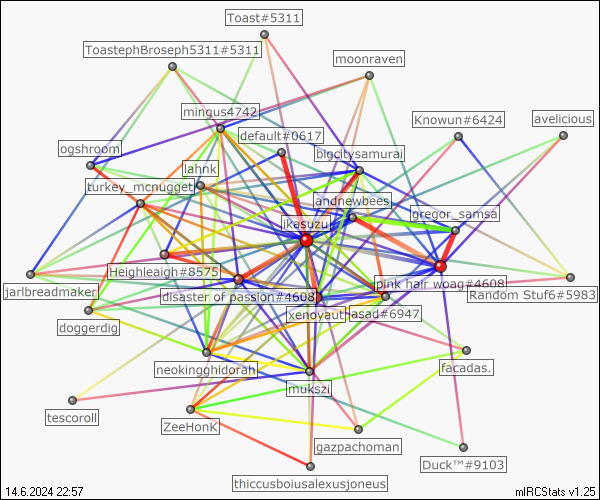 Toast#5311
ToastephBroseph5311#5311
moonraven
mingus4742
Knowun#6424
avelicious
default#0617
ogshroom
bigcitysamurai
lahnk
turkey_mcnugget
andnewbees
gregor_samsa
ikasuzu
Heighleaigh#8575
pink hair woag#4608
jarlbreadmaker
disaster of passion#4608
Random Stuf6#5983
xenoyaut
asad#6947
doggerdig
neokingghidorah
facadas.
mukszi
tescoroll
ZeeHonK
gazpachoman
Duck™#9103
thiccusboiusalexusjoneus
14.6.2024 22:57
mIRCStats v1.25